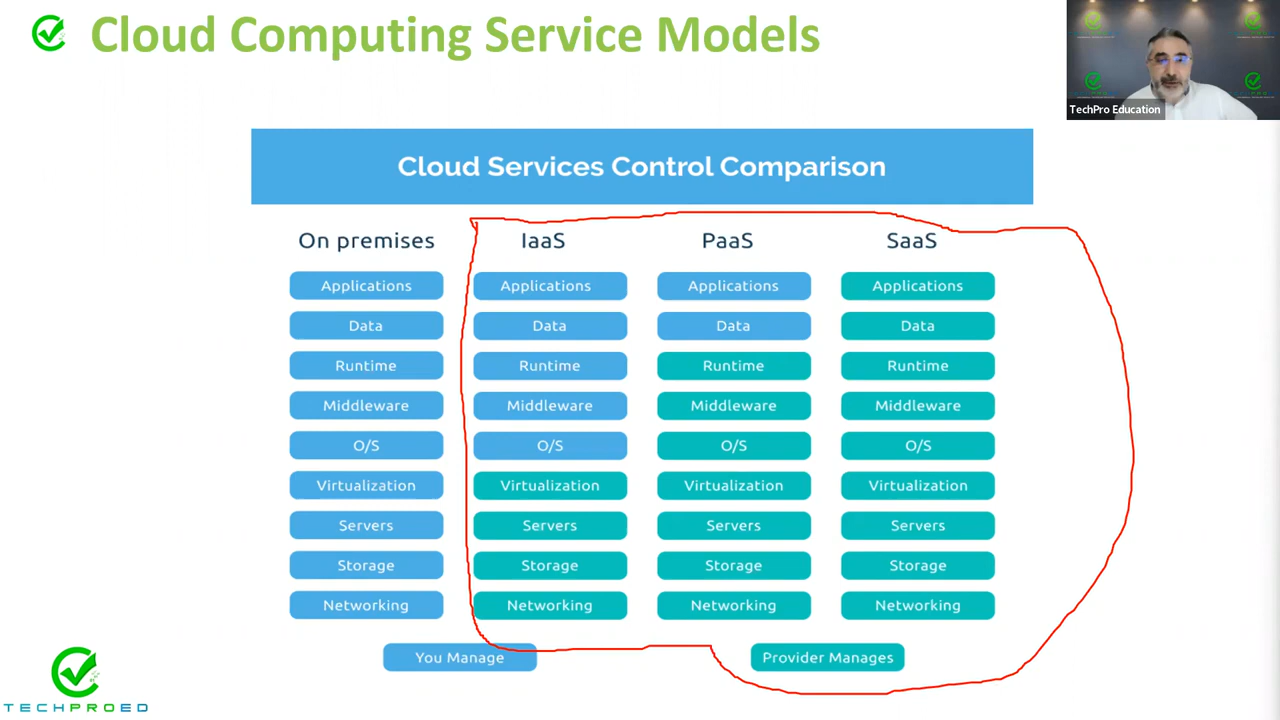 Cloud Computing Service Models
TechPro Education
Cloud Services Control Comparison
On premises IaaS PaaS SaaS
Applications Applications Applications Applications
Data Data Data Data
Runtime Runtime Runtime Runtime
Middleware Middleware Middleware Middleware
O/S O/S O/S O/S
Virtualization Virtualization Virtualization Virtualization
Servers Servers Servers Servers
Storage Storage Storage Storage
Networking Networking Networking Networking
You Manage Provider Manages
TECHPROED